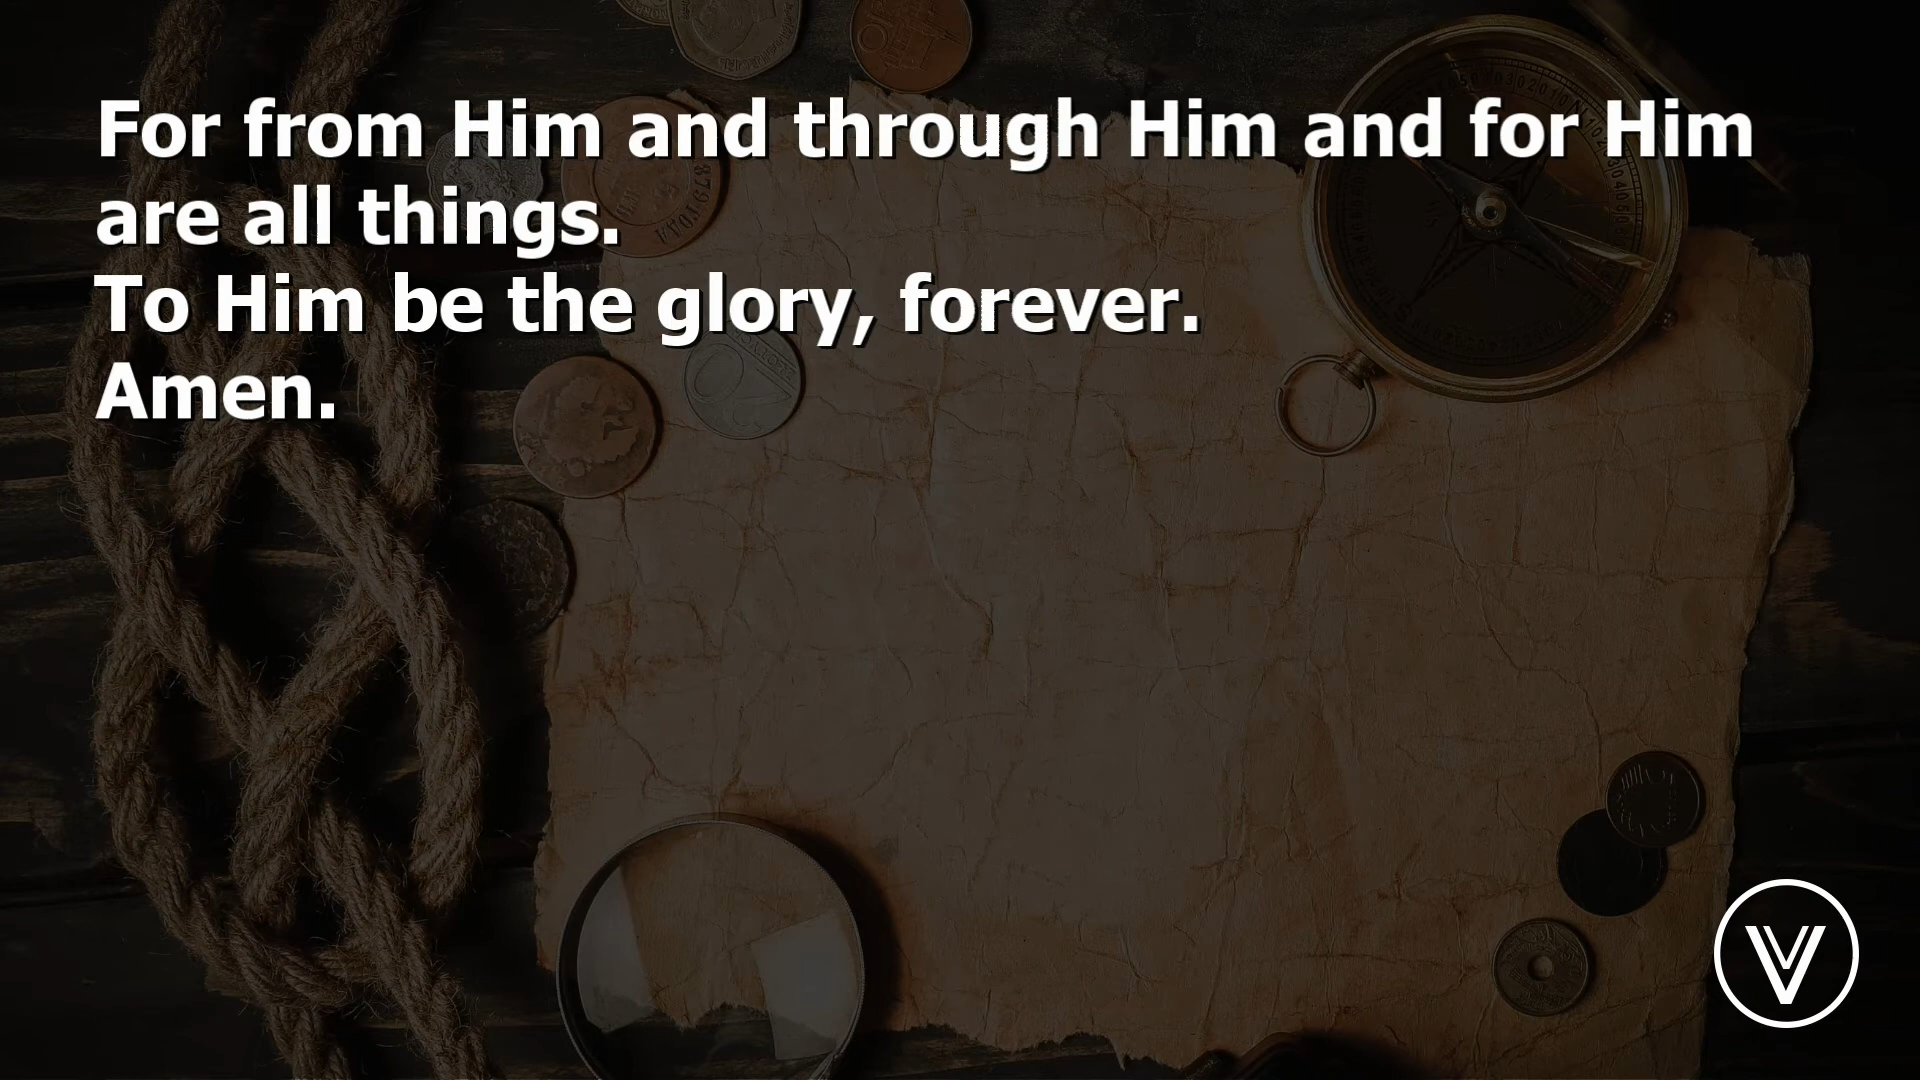 For from Him and through Him and for Him
are all things.
To Him be the glory, forever.
Amen.